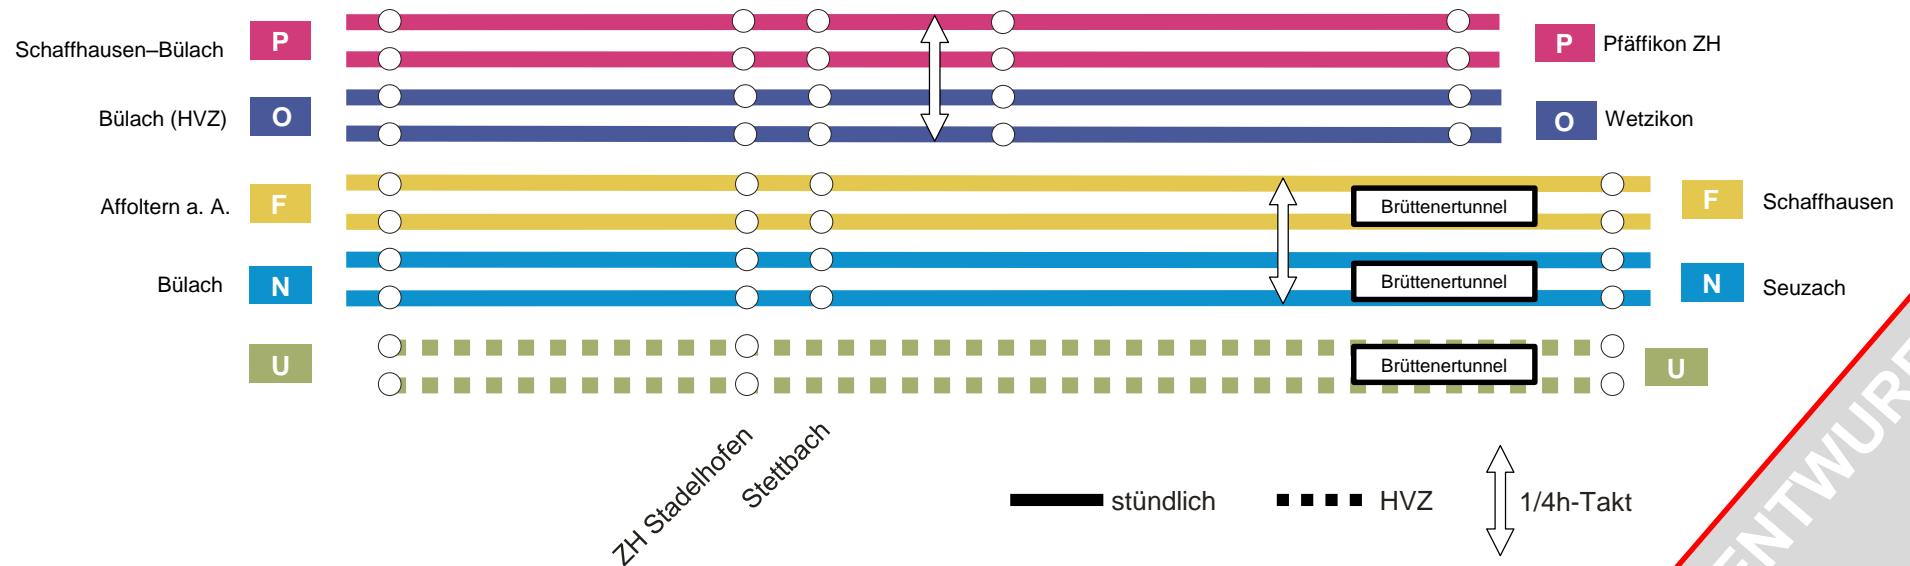 Schaffhausen–Bülach P P Pfäffikon ZH
Bülach (HVZ) O O Wetzikon
Affoltern a. A. F Brüttenertunnel F Schaffhausen
Bülach N Brüttenertunnel N Seuzach
U Brüttenertunnel U
ZH Stadelhofen
Stettbach
stündlich HVZ 1/4h-Takt
ENTWURF